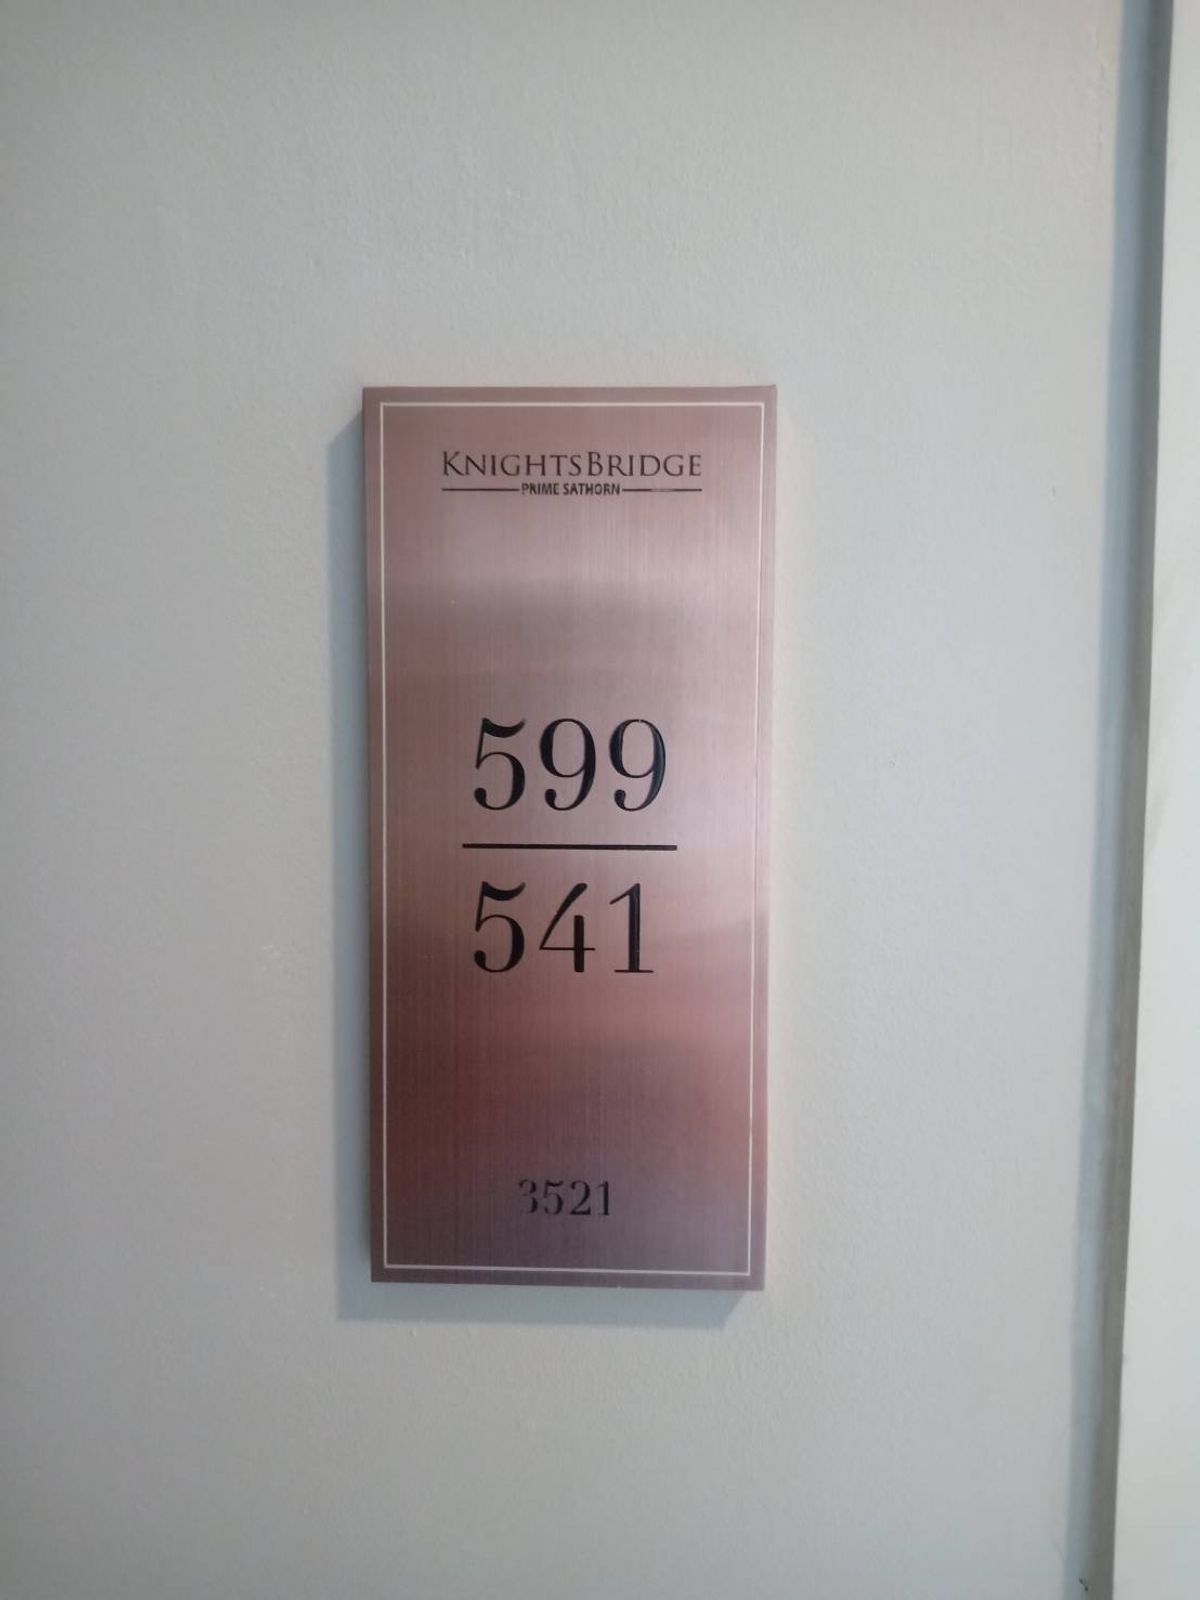 KNIGHTSBRIDGE
PRIME SATHORN
599
541
3521